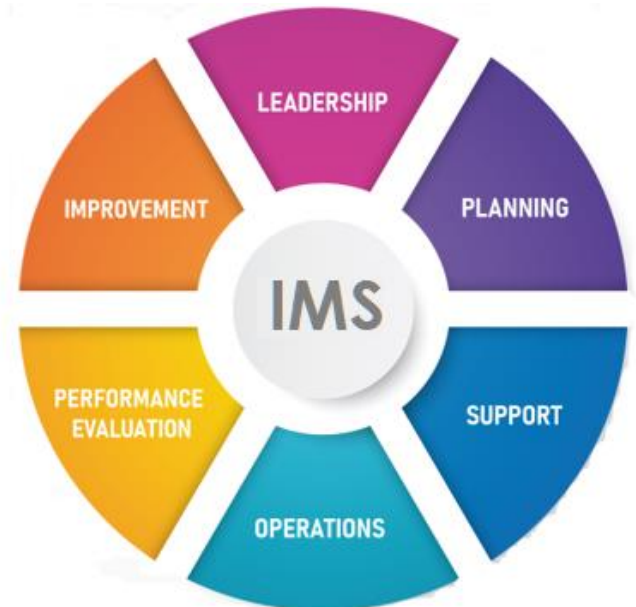 LEADERSHIP
PLANNING
SUPPORT
OPERATIONS
PERFORMANCE
EVALUATION
IMPROVEMENT
IMS